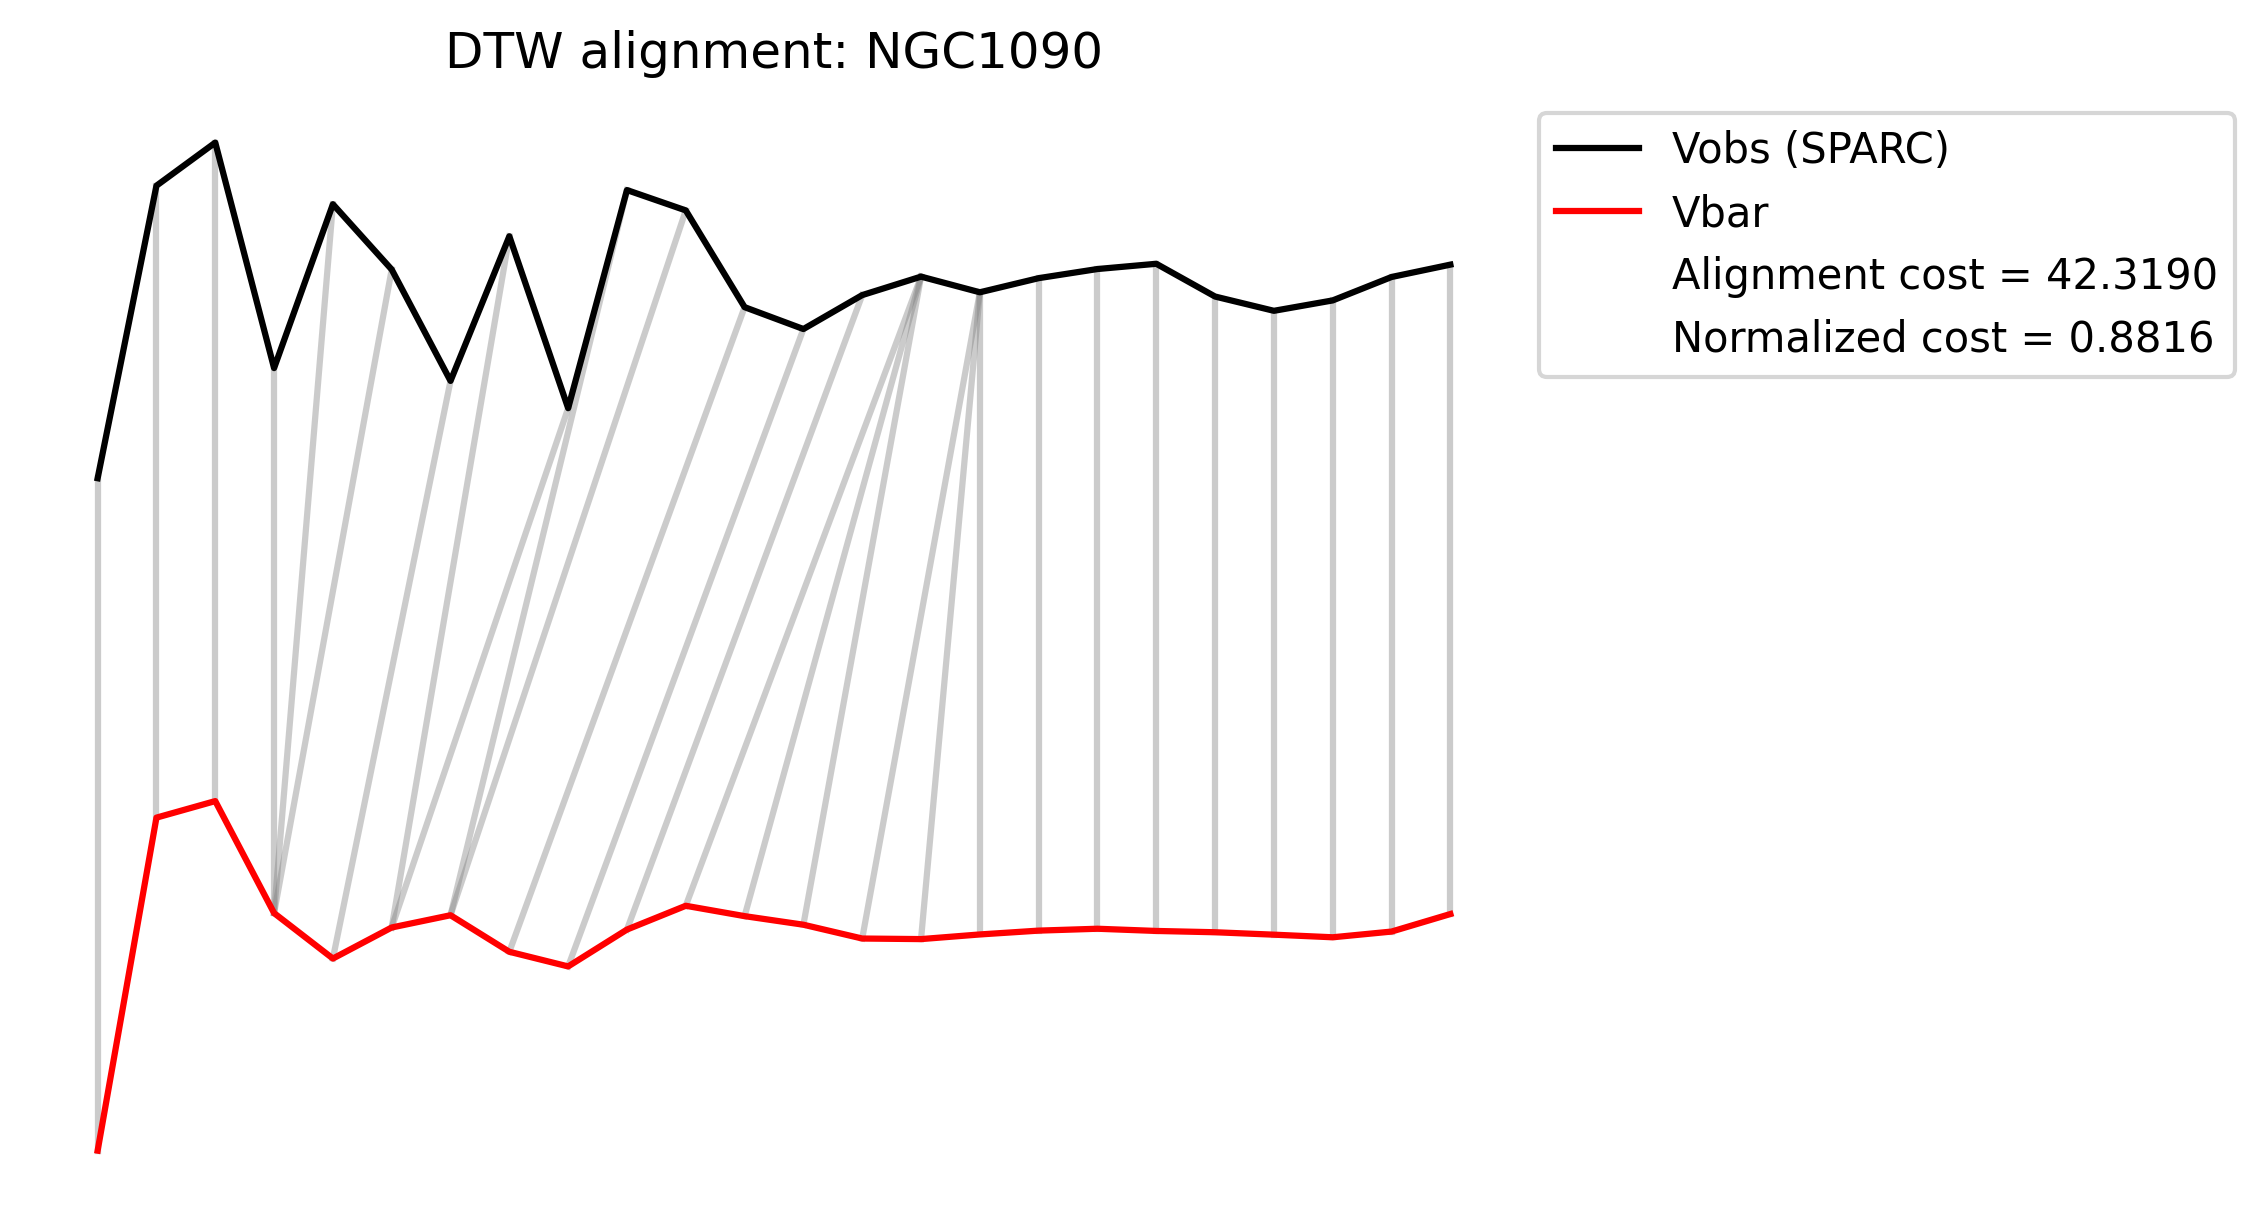 DTW alignment: NGC1090
Vobs (SPARC)
Vbar
Alignment cost = 42.3190
Normalized cost = 0.8816